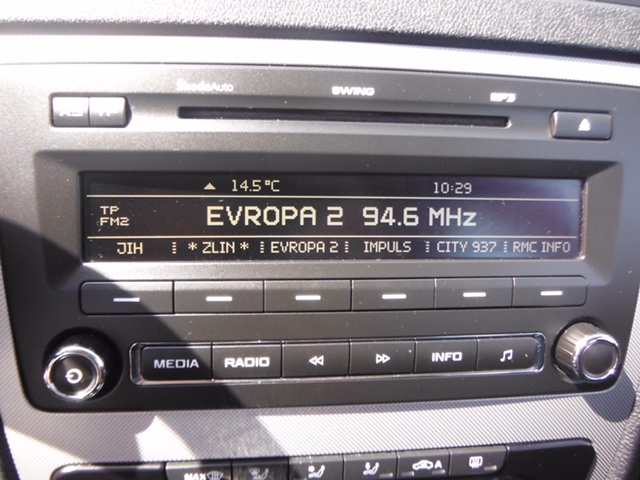 SkodaAuto SWING MP3
14.5°C 10:29
TP
FM2
EVROPA 2 94.6 MHz
JIH * ZLIN * EVROPA 2 IMPULS CITY 937 RMC INFO
MEDIA RADIO INFO
MAX A